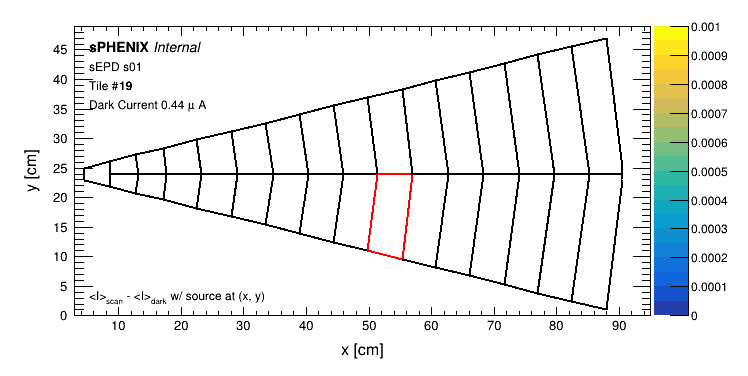 sPHENIX Internal
sEPD s01
Tile #19
Dark Current 0.44 μ A
<I>scan - <I>dark w/ source at (x, y)
y [cm]
45
40
35
30
25
20
15
10
5
0
10 20 30 40 50 60 70 80 90
x [cm]
0.001
0.0009
0.0008
0.0007
0.0006
0.0005
0.0004
0.0003
0.0002
0.0001
0